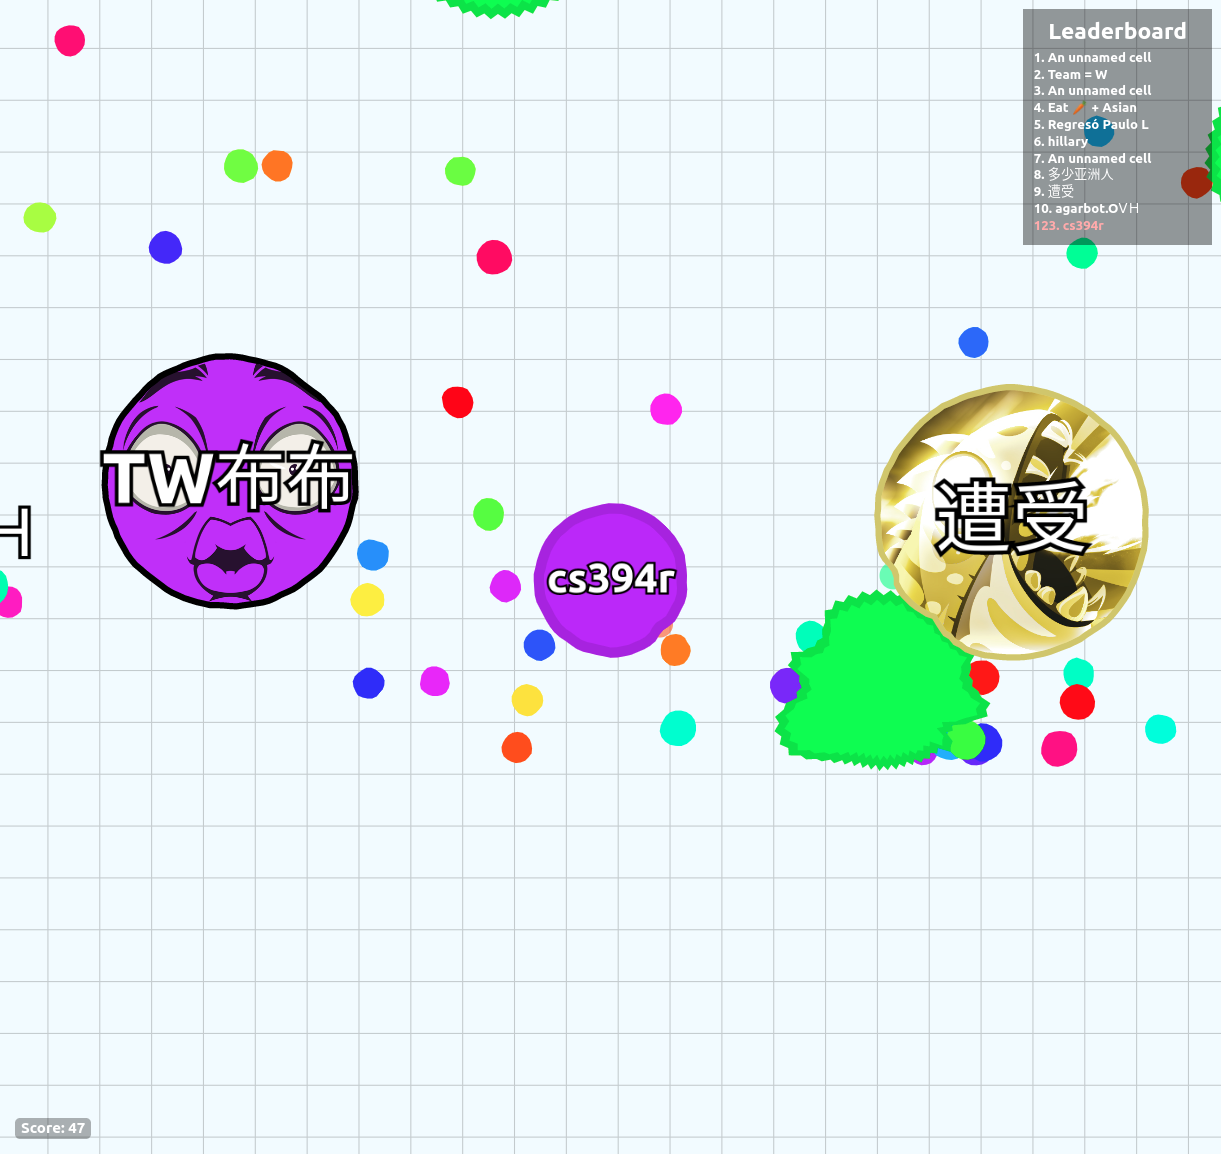 Leaderboard
1. An unnamed cell
2. Team = W
3. An unnamed cell
4. Eat 🥕 + Asian
5. Regresó Paulo L
6. hillary
7. An unnamed cell
8. 多少亚洲人
9. 遭受
10. agarbot.OVH
123. cs394r
TW布布
遭受
H
cs394r
Score: 47